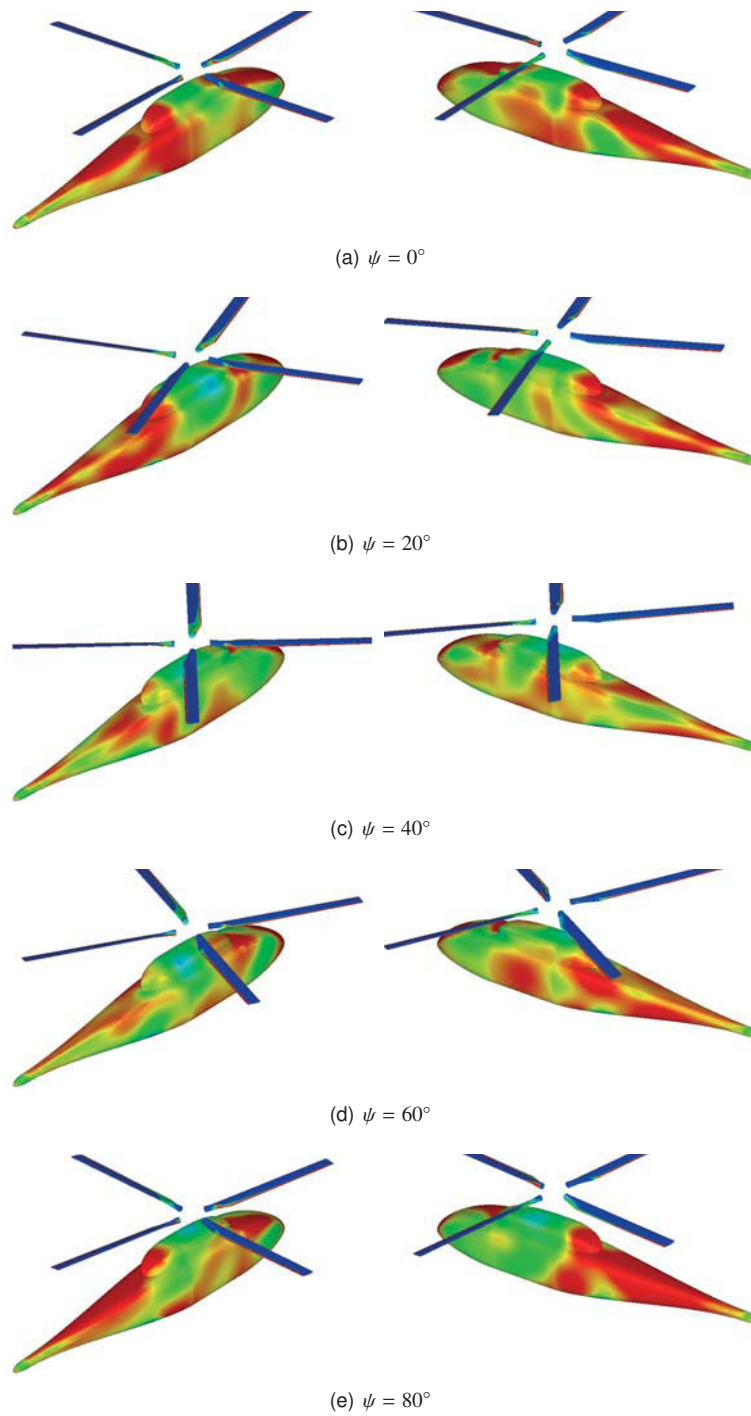 (a) ψ = 0°
(b) ψ = 20°
(c) ψ = 40°
(d) ψ = 60°
(e) ψ = 80°